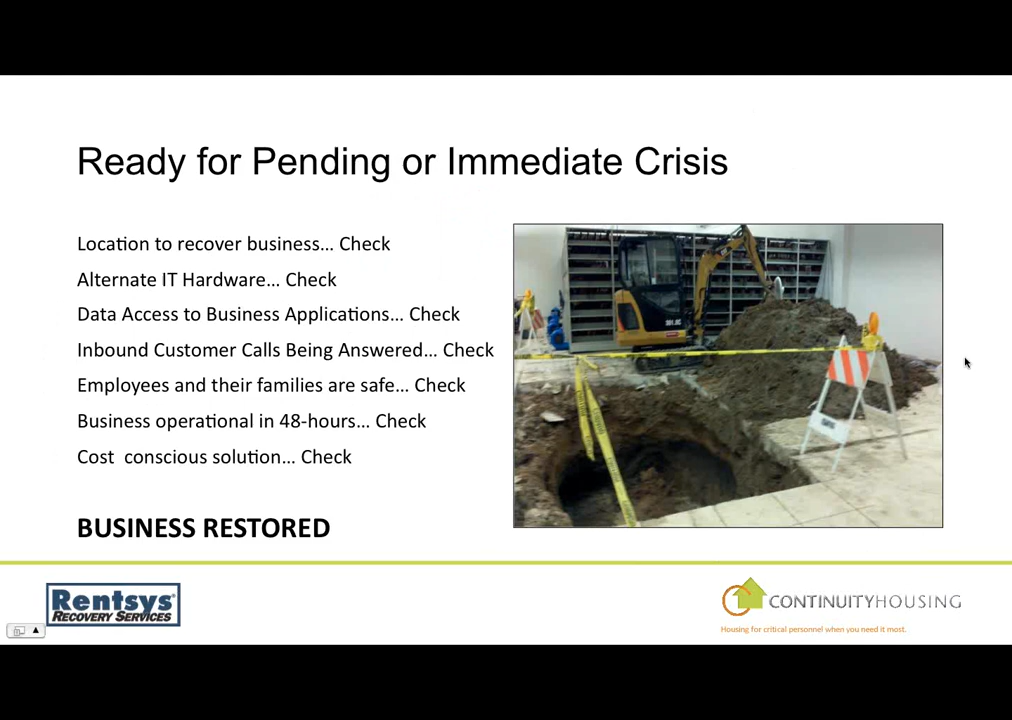 Ready for Pending or Immediate Crisis
Location to recover business... Check
Alternate IT Hardware... Check
Data Access to Business Applications... Check
Inbound Customer Calls Being Answered... Check
Employees and their families are safe... Check
Business operational in 48-hours... Check
Cost  conscious solution... Check
BUSINESS RESTORED
Rentsys®
RECOVERY SERVICES
CONTINUITYHOUSING
Housing for critical personnel when you need it most.